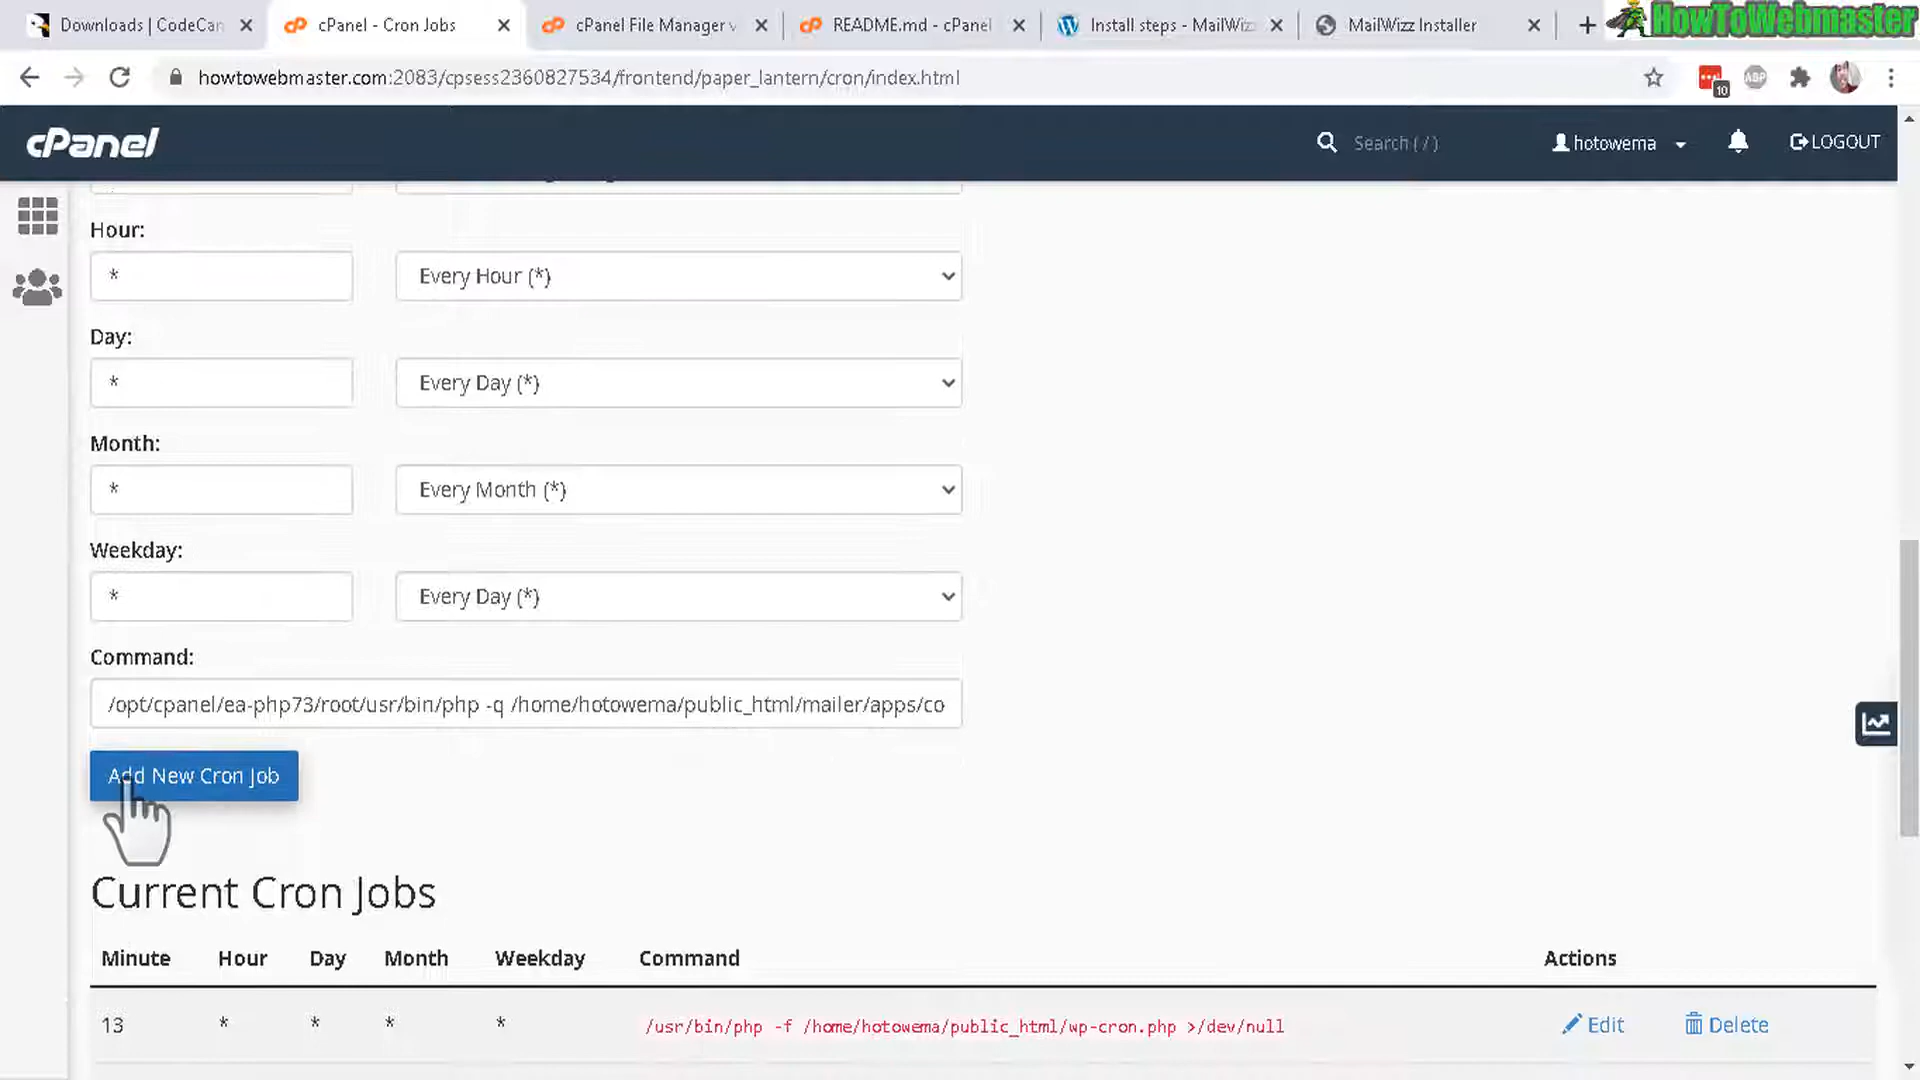 Downloads | CodeCan
cPanel - Cron Jobs
cPanel File Manager v
README.md - cPanel
Install steps - MailWizz
MailWizz Installer
HowToWebmaster
howtowebmaster.com:2083/cpsess2360827534/frontend/paper_lantern/cron/index.html
10
ABP
cPanel
Search ( / )
hotowema
LOGOUT
Hour:
*
Every Hour (*)
Day:
*
Every Day (*)
Month:
*
Every Month (*)
Weekday:
*
Every Day (*)
Command:
/opt/cpanel/ea-php73/root/usr/bin/php -q /home/hotowema/public_html/mailer/apps/co
Add New Cron Job
Current Cron Jobs
Minute Hour Day Month Weekday Command Actions
13 * * * * /usr/bin/php -f /home/hotowema/public_html/wp-cron.php >/dev/null Edit Delete